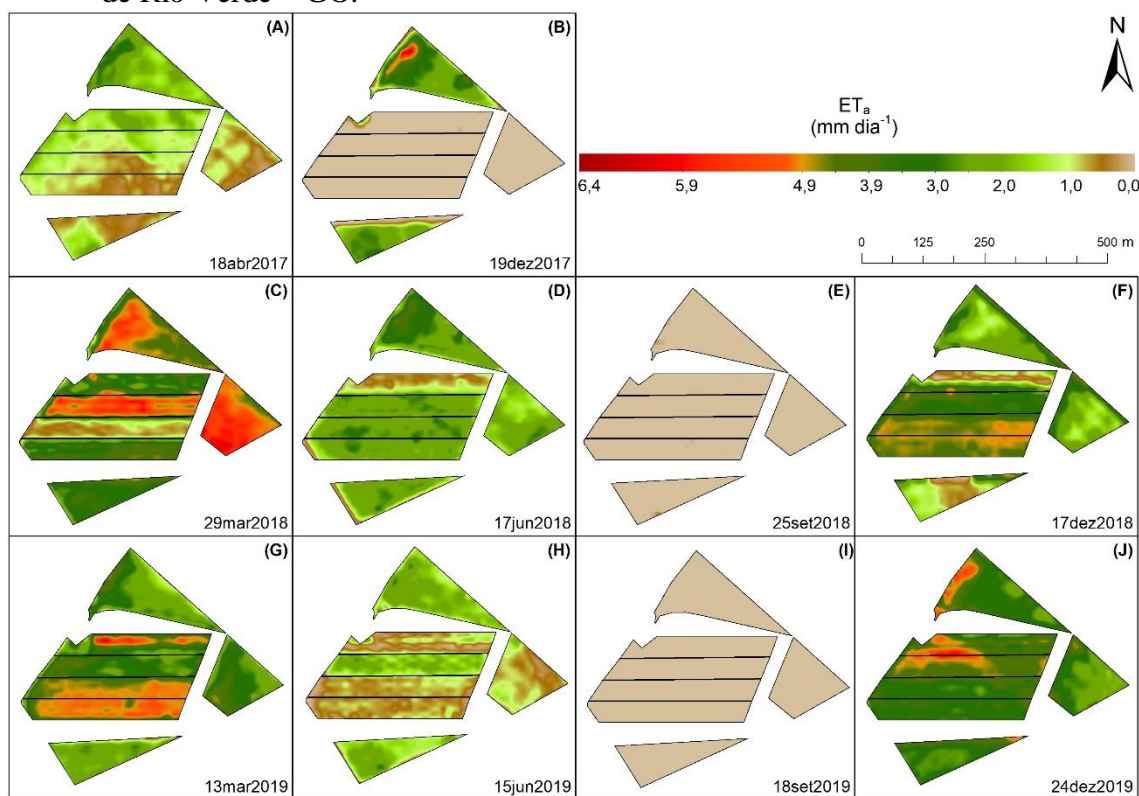 de Rio Verde – GO.
(A)
18abr2017
(B)
19dez2017
N
ETa
(mm dia-1)
6,4 5,9 4,9 3,9 3,0 2,0 1,0 0,0
0 125 250 500 m
(C)
29mar2018
(D)
17jun2018
(E)
25set2018
(F)
17dez2018
(G)
13mar2019
(H)
15jun2019
(I)
18set2019
(J)
24dez2019